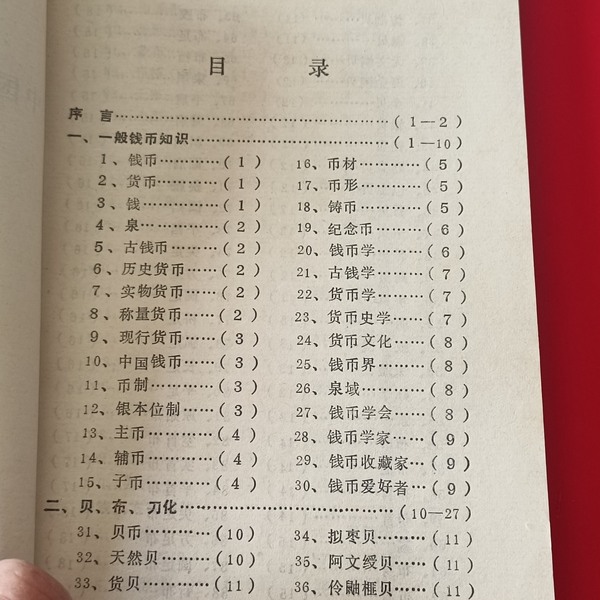 目 录
序 言……………………………………(1—2)
一、一般钱币知识……………………………(1—10)
1、钱币…………(1)
2、货币…………(1)
3、钱……………(1)
4、泉……………(2)
5、古钱币………(2)
6、历史货币……(2)
7、实物货币……(2)
8、称量货币……(2)
9、现行货币……(3)
10、中国钱币……(3)
11、币制…………(3)
12、银本位制……(3)
13、主币…………(4)
14、辅币…………(4)
15、子币…………(4)
16、币材…………(5)
17、币形…………(5)
18、铸币…………(5)
19、纪念币………(6)
20、钱币学………(6)
21、古钱学………(7)
22、货币学………(7)
23、货币史学……(7)
24、货币文化……(8)
25、钱币界………(8)
26、泉域…………(8)
27、钱币学会……(8)
28、钱币学家……(9)
29、钱币收藏家…(9)
30、钱币爱好者…(9)
二、贝、布、刀化………………………………(10—27)
31、贝币…………(10)
32、天然贝………(10)
33、货贝…………(11)
34、拟枣贝………(11)
35、阿文绶贝……(11)
36、伶鼬榧贝……(11)